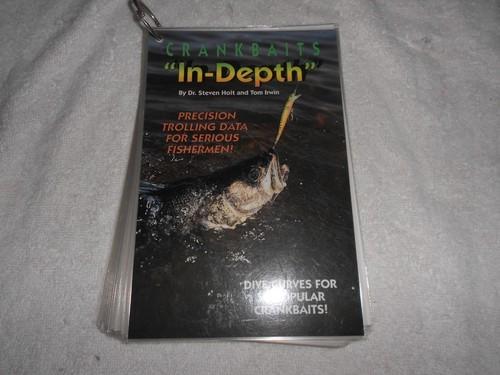 CRANKBAITS
"In-Depth"
By Dr. Steven Holt and Tom Irwin
PRECISION
TROLLING DATA
FOR SERIOUS
FISHERMEN!
DIVE CURVES FOR
POPULAR
CRANKBAITS!